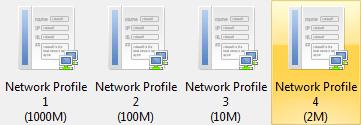 Network Profile 1 (1000M)
Network Profile 2 (100M)
Network Profile 3 (10M)
Network Profile 4 (2M)